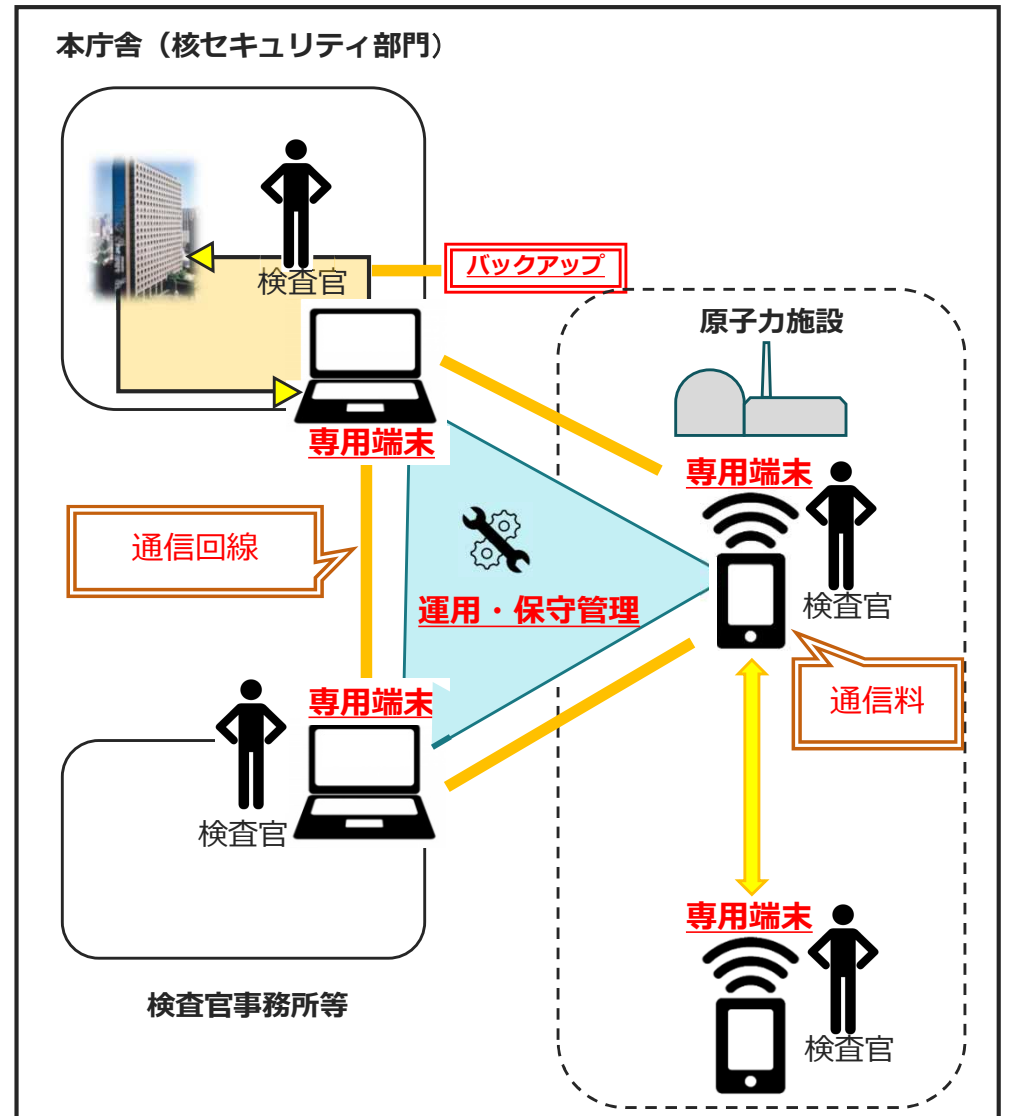 本庁舎（核セキュリティ部門）
検査官
バックアップ
原子力施設
専用端末
専用端末
通信回線
検査官
運用・保守管理
専用端末
通信料
検査官
専用端末
検査官
検査官事務所等